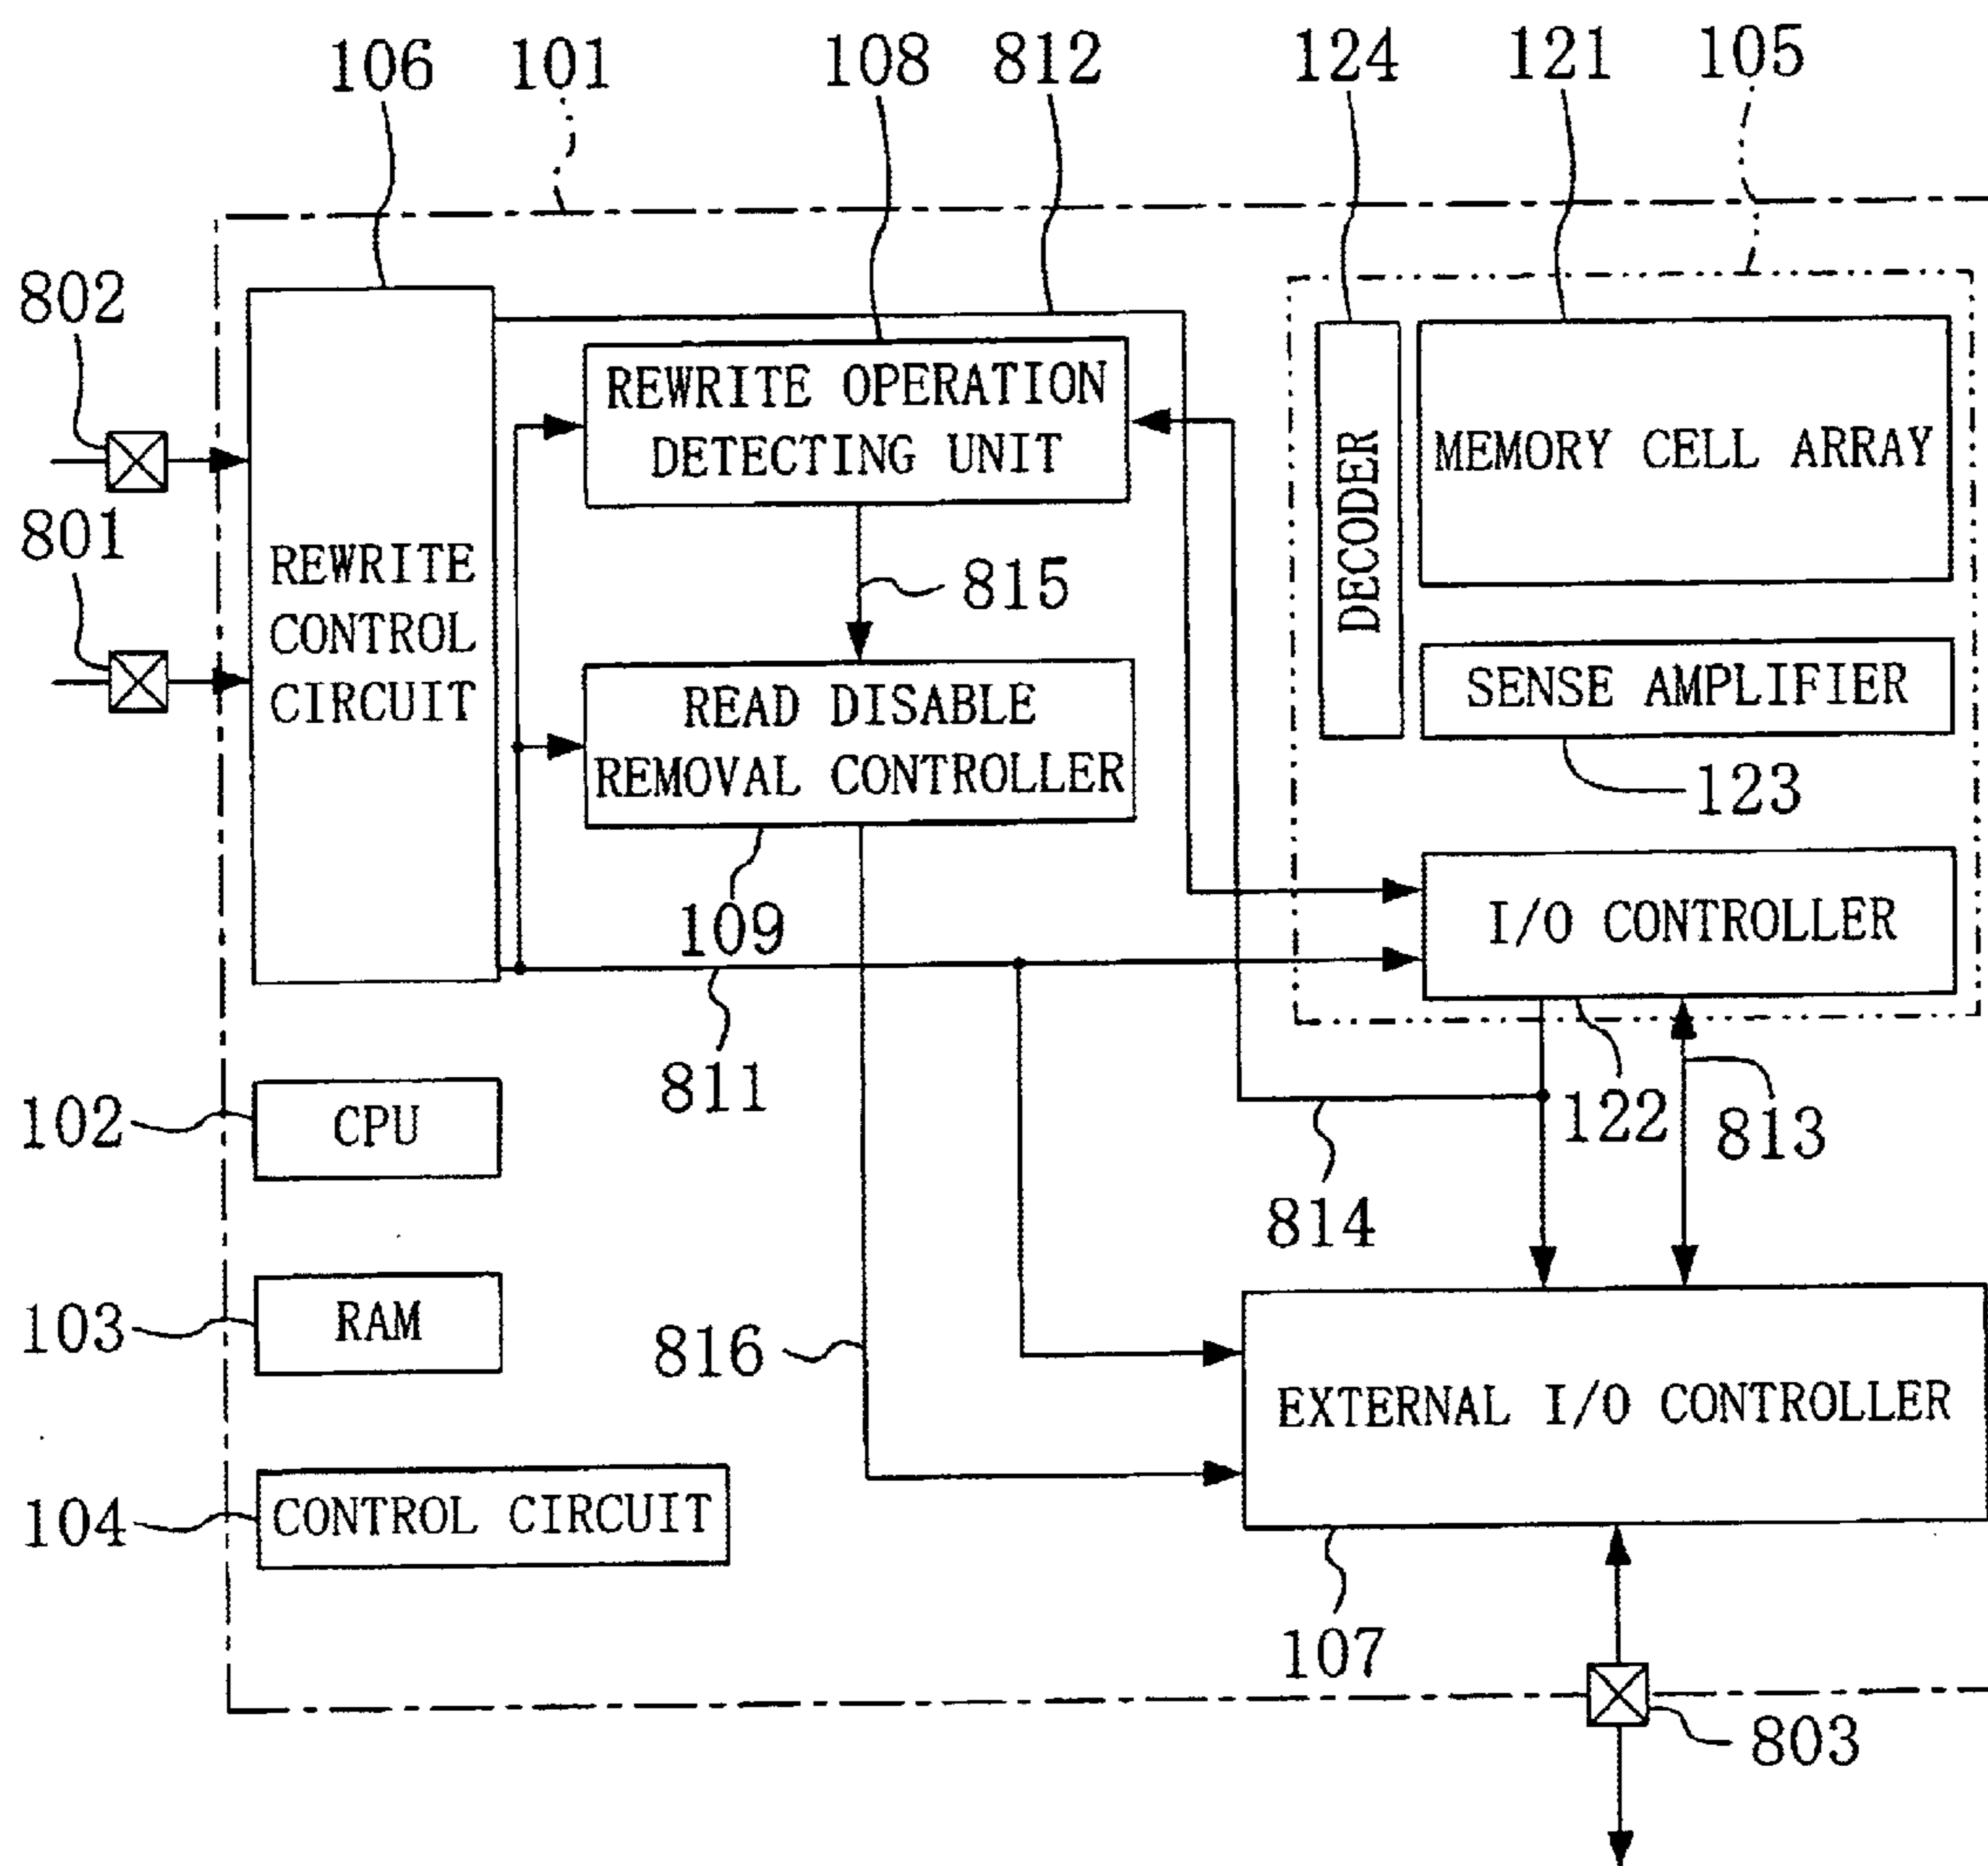 106
101
108
812
124
121
105
802
801
REWRITE
CONTROL
CIRCUIT
REWRITE OPERATION
DETECTING UNIT
815
READ DISABLE
REMOVAL CONTROLLER
109
811
DECODER
MEMORY CELL ARRAY
SENSE AMPLIFIER
123
I/O CONTROLLER
122
813
814
102
CPU
103
RAM
816
104
CONTROL CIRCUIT
EXTERNAL I/O CONTROLLER
107
803